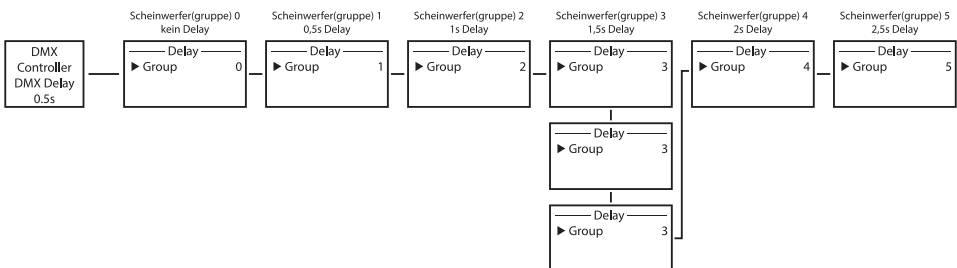 Scheinwerfer(gruppe) 0
kein Delay
Scheinwerfer(gruppe) 1
0,5s Delay
Scheinwerfer(gruppe) 2
1s Delay
Scheinwerfer(gruppe) 3
1,5s Delay
Scheinwerfer(gruppe) 4
2s Delay
Scheinwerfer(gruppe) 5
2,5s Delay
DMX
Controller
DMX Delay
0.5s
Delay
▶ Group 0
Delay
▶ Group 1
Delay
▶ Group 2
Delay
▶ Group 3
Delay
▶ Group 4
Delay
▶ Group 5
Delay
▶ Group 3
Delay
▶ Group 3